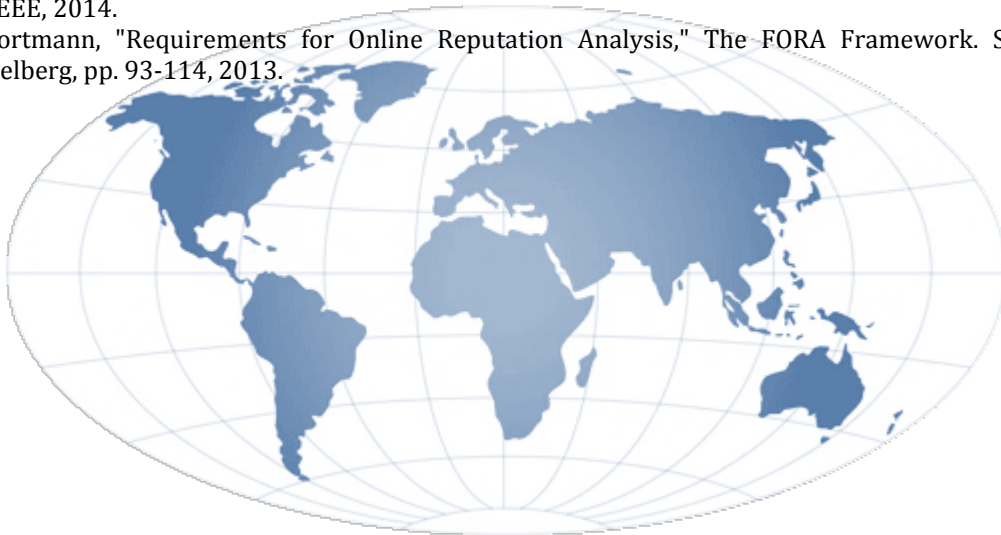 EEE, 2014.
ortmann, "Requirements for Online Reputation Analysis," The FORA Framework. S
elberg, pp. 93-114, 2013.